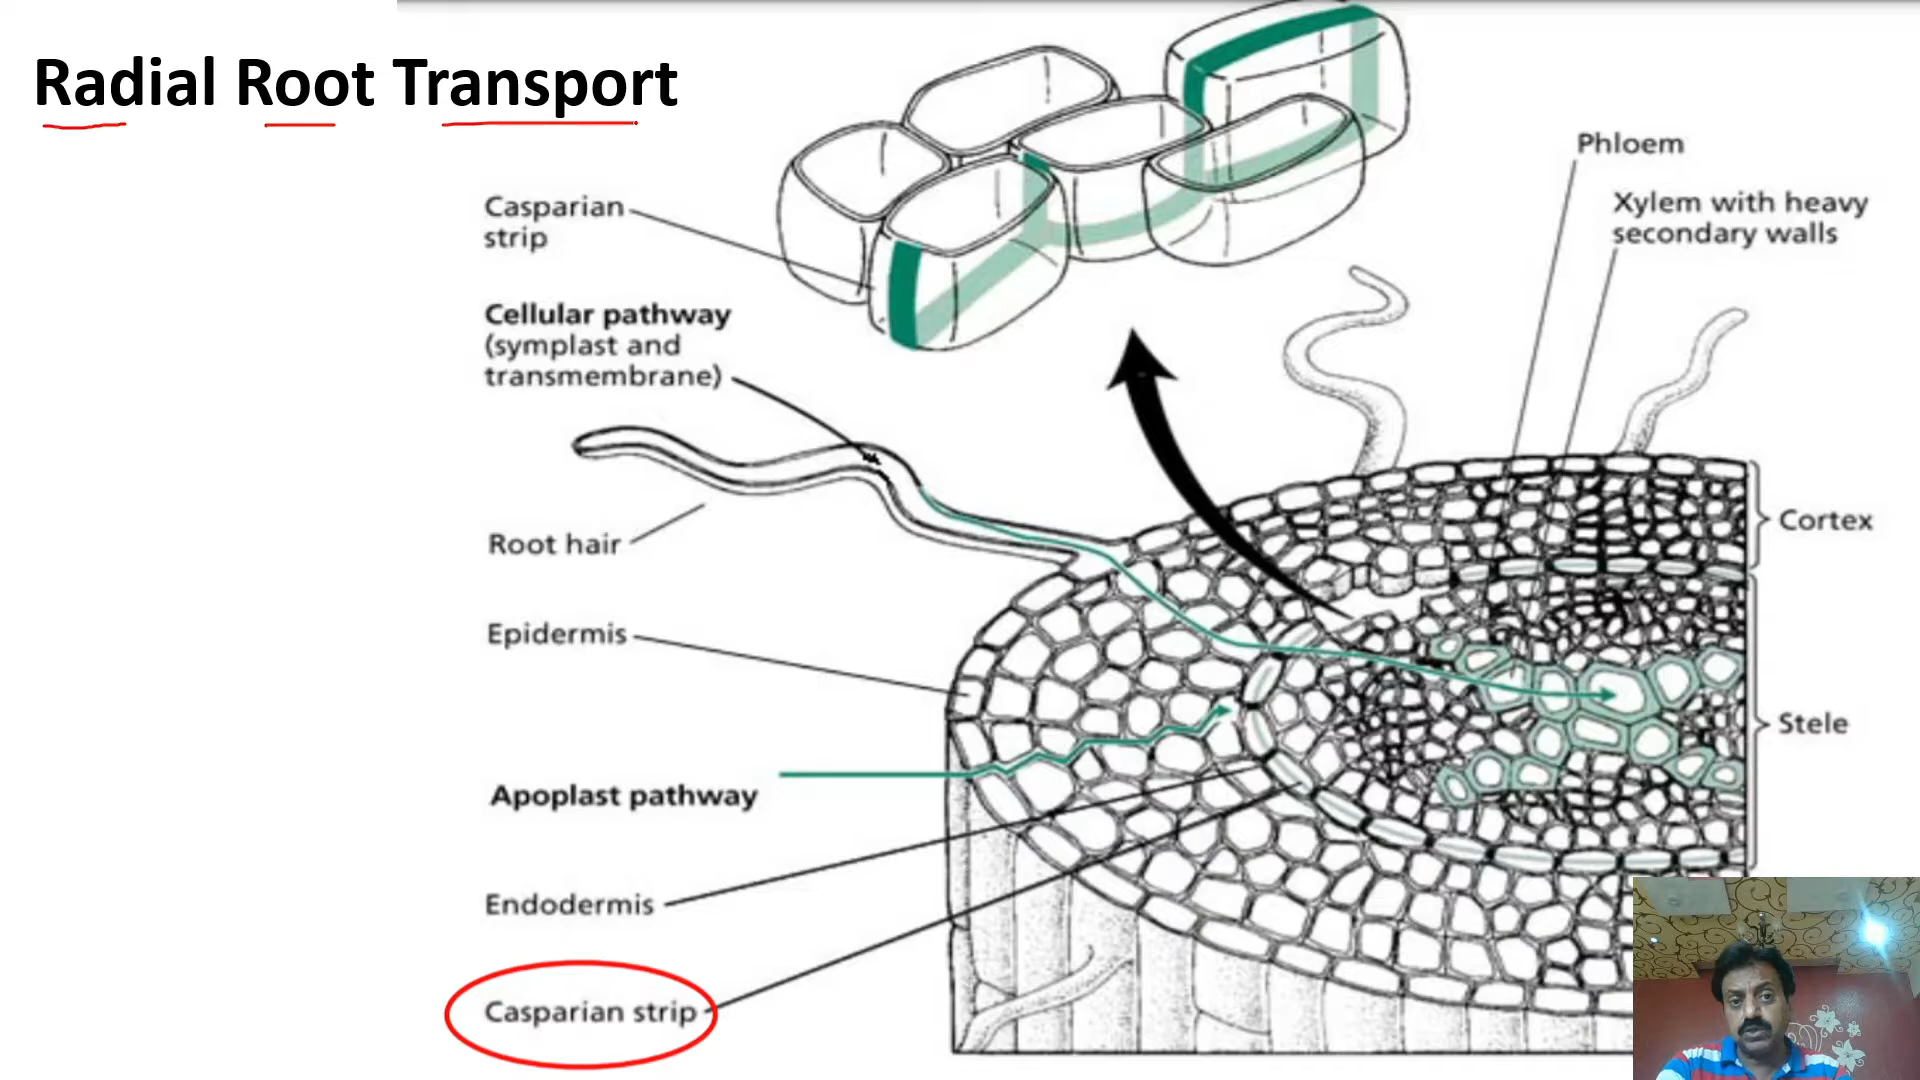 Radial Root Transport
Phloem
Xylem with heavy
secondary walls
Casparian
strip
Cellular pathway
(symplast and
transmembrane)
Cortex
Root hair
Epidermis
Stele
Apoplast pathway
Endodermis
Casparian strip